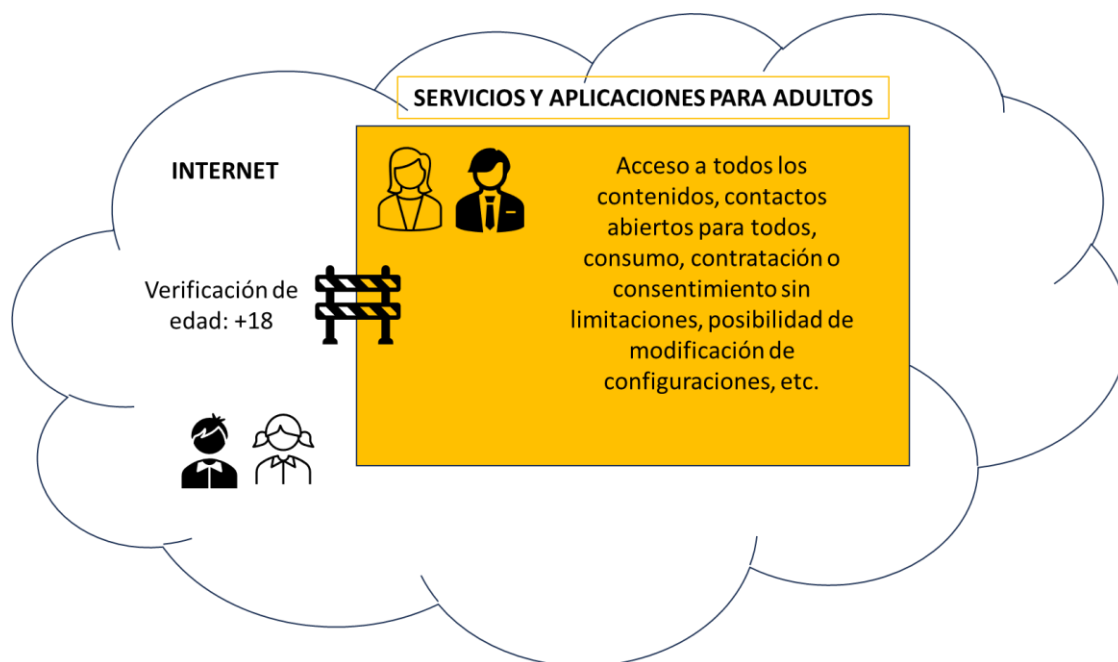 SERVICIOS Y APLICACIONES PARA ADULTOS
INTERNET
Acceso a todos los
contenidos, contactos
abiertos para todos,
consumo, contratación o
consentimiento sin
limitaciones, posibilidad de
modificación de
configuraciones, etc.
Verificación de
edad: +18